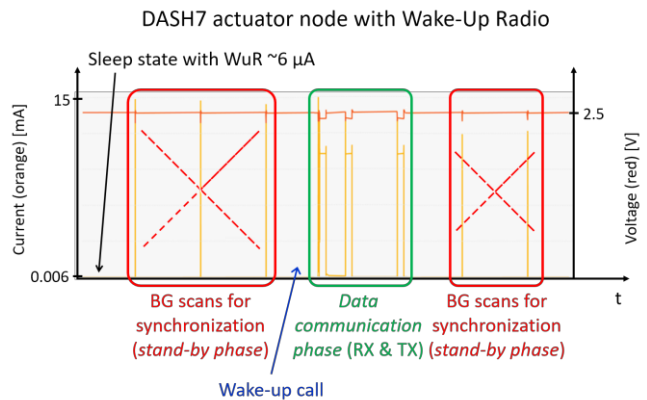 DASH7 actuator node with Wake-Up Radio
Sleep state with WuR ~6 µA
15
2.5
Current (orange) [mA]
Voltage (red) [V]
0.006
t
BG scans for
synchronization
(stand-by phase)
Data
communication
phase (RX & TX)
BG scans for
synchronization
(stand-by phase)
Wake-up call